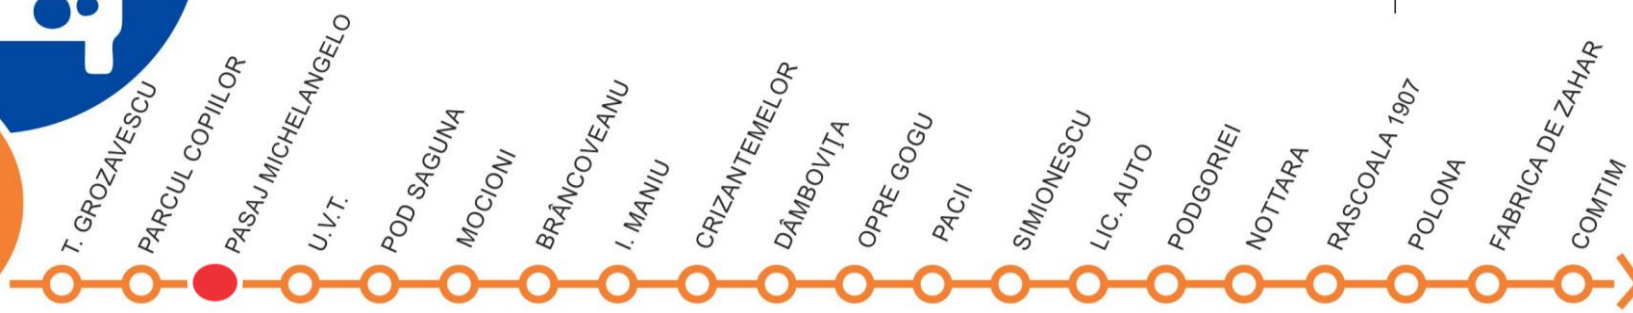 T. GROZAVESCU
PARCUL COPIILOR
PASAJ MICHELANGELO
U.V.T.
POD SAGUNA
MOCIONI
BRÂNCOVEANU
I. MANIU
CRIZANTEMELOR
DÂMBOVIȚA
OPRE GOGU
PACII
SIMIONESCU
LIC. AUTO
PODGORIEI
NOTTARA
RASCOALA 1907
POLONA
FABRICA DE ZAHAR
COMTIM